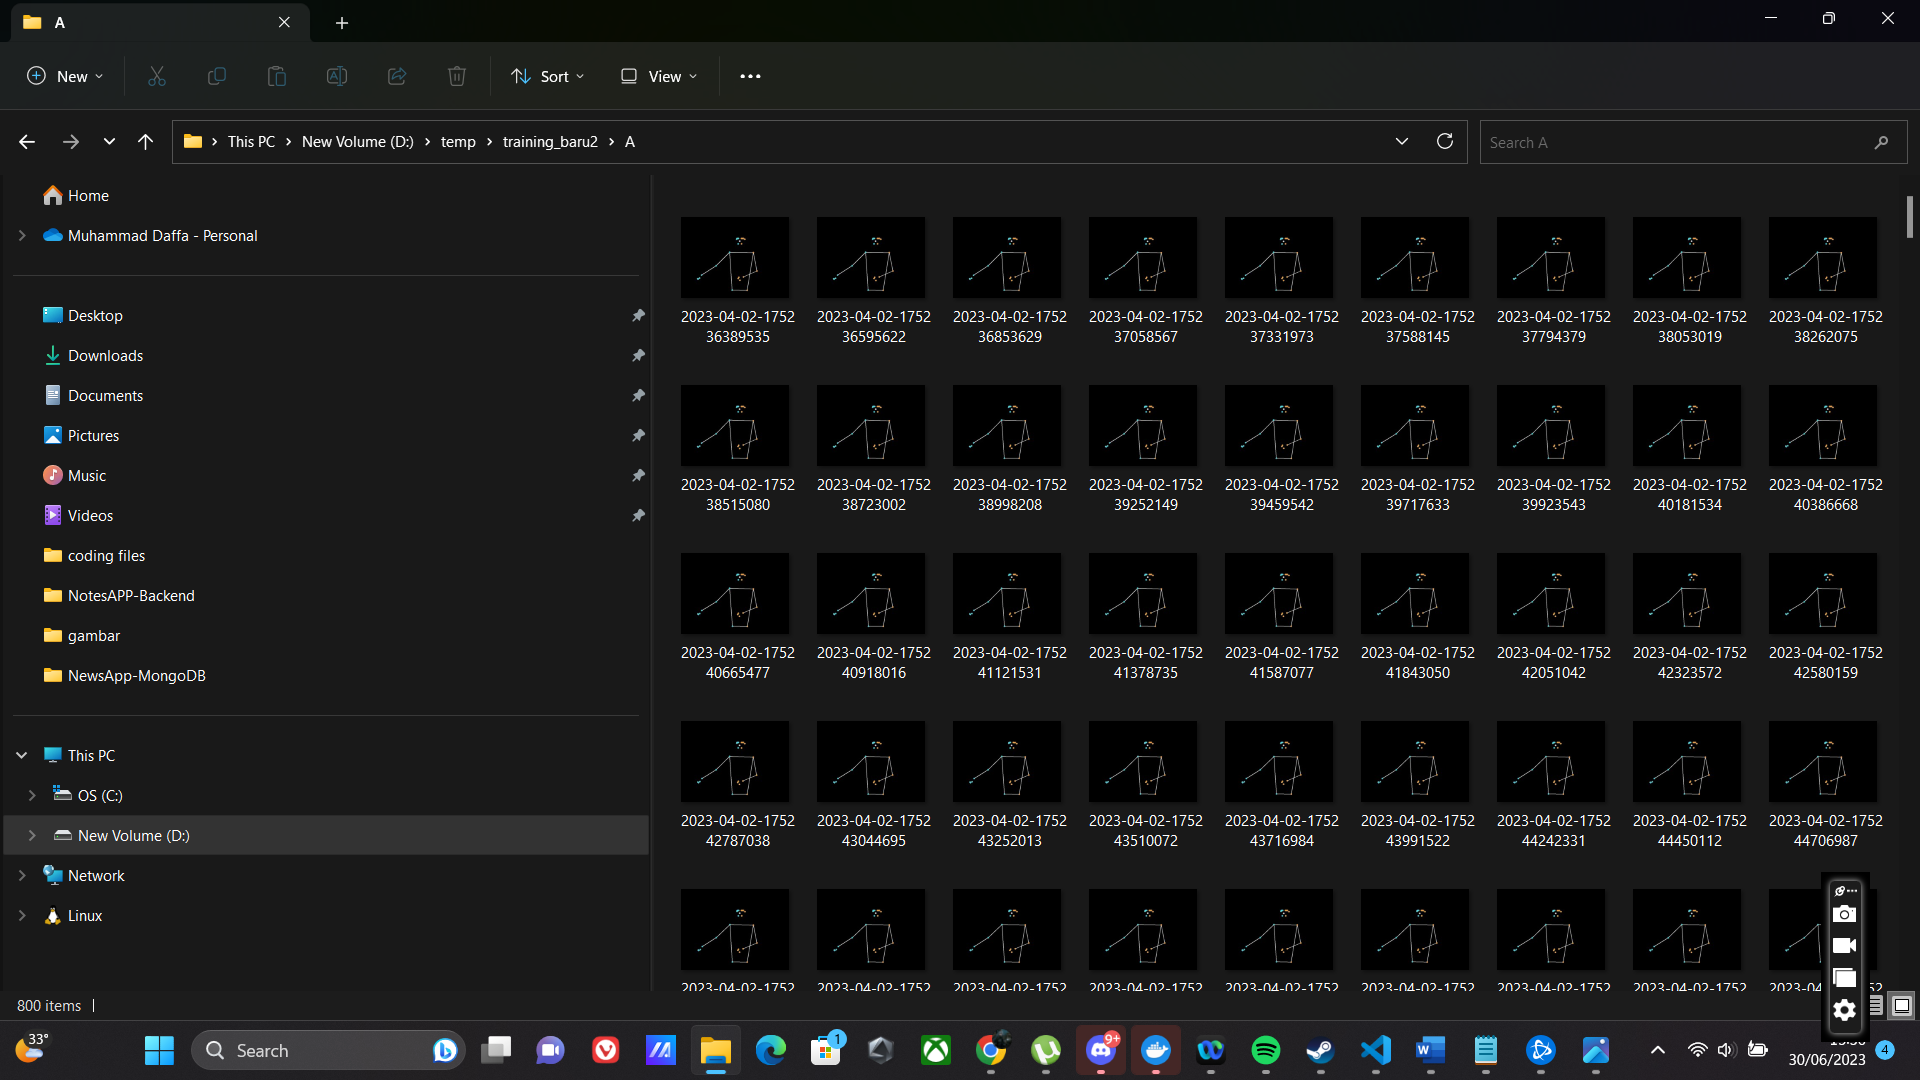 A
New
Sort
View
This PC
New Volume (D:)
temp
training_baru2
A
Search A
Home
Muhammad Daffa - Personal
Desktop
Downloads
Documents
Pictures
Music
Videos
coding files
NotesAPP-Backend
gambar
NewsApp-MongoDB
This PC
OS (C:)
New Volume (D:)
Network
Linux
2023-04-02-1752 2023-04-02-1752 2023-04-02-1752 2023-04-02-1752 2023-04-02-1752 2023-04-02-1752 2023-04-02-1752 2023-04-02-1752 2023-04-02-1752
36389535 36595622 36853629 37058567 37331973 37588145 37794379 38053019 38262075
2023-04-02-1752 2023-04-02-1752 2023-04-02-1752 2023-04-02-1752 2023-04-02-1752 2023-04-02-1752 2023-04-02-1752 2023-04-02-1752 2023-04-02-1752
38515080 38723002 38998208 39252149 39459542 39717633 39923543 40181534 40386668
2023-04-02-1752 2023-04-02-1752 2023-04-02-1752 2023-04-02-1752 2023-04-02-1752 2023-04-02-1752 2023-04-02-1752 2023-04-02-1752 2023-04-02-1752
40665477 40918016 41121531 41378735 41587077 41843050 42051042 42323572 42580159
2023-04-02-1752 2023-04-02-1752 2023-04-02-1752 2023-04-02-1752 2023-04-02-1752 2023-04-02-1752 2023-04-02-1752 2023-04-02-1752 2023-04-02-1752
42787038 43044695 43252013 43510072 43716984 43991522 44242331 44450112 44706987
2023-04-02-1752 2023-04-02-1752 2023-04-02-1752 2023-04-02-1752 2023-04-02-1752 2023-04-02-1752 2023-04-02-1752 2023-04-02-1752
800 items
33°
Search
1
9+
30/06/2023
4